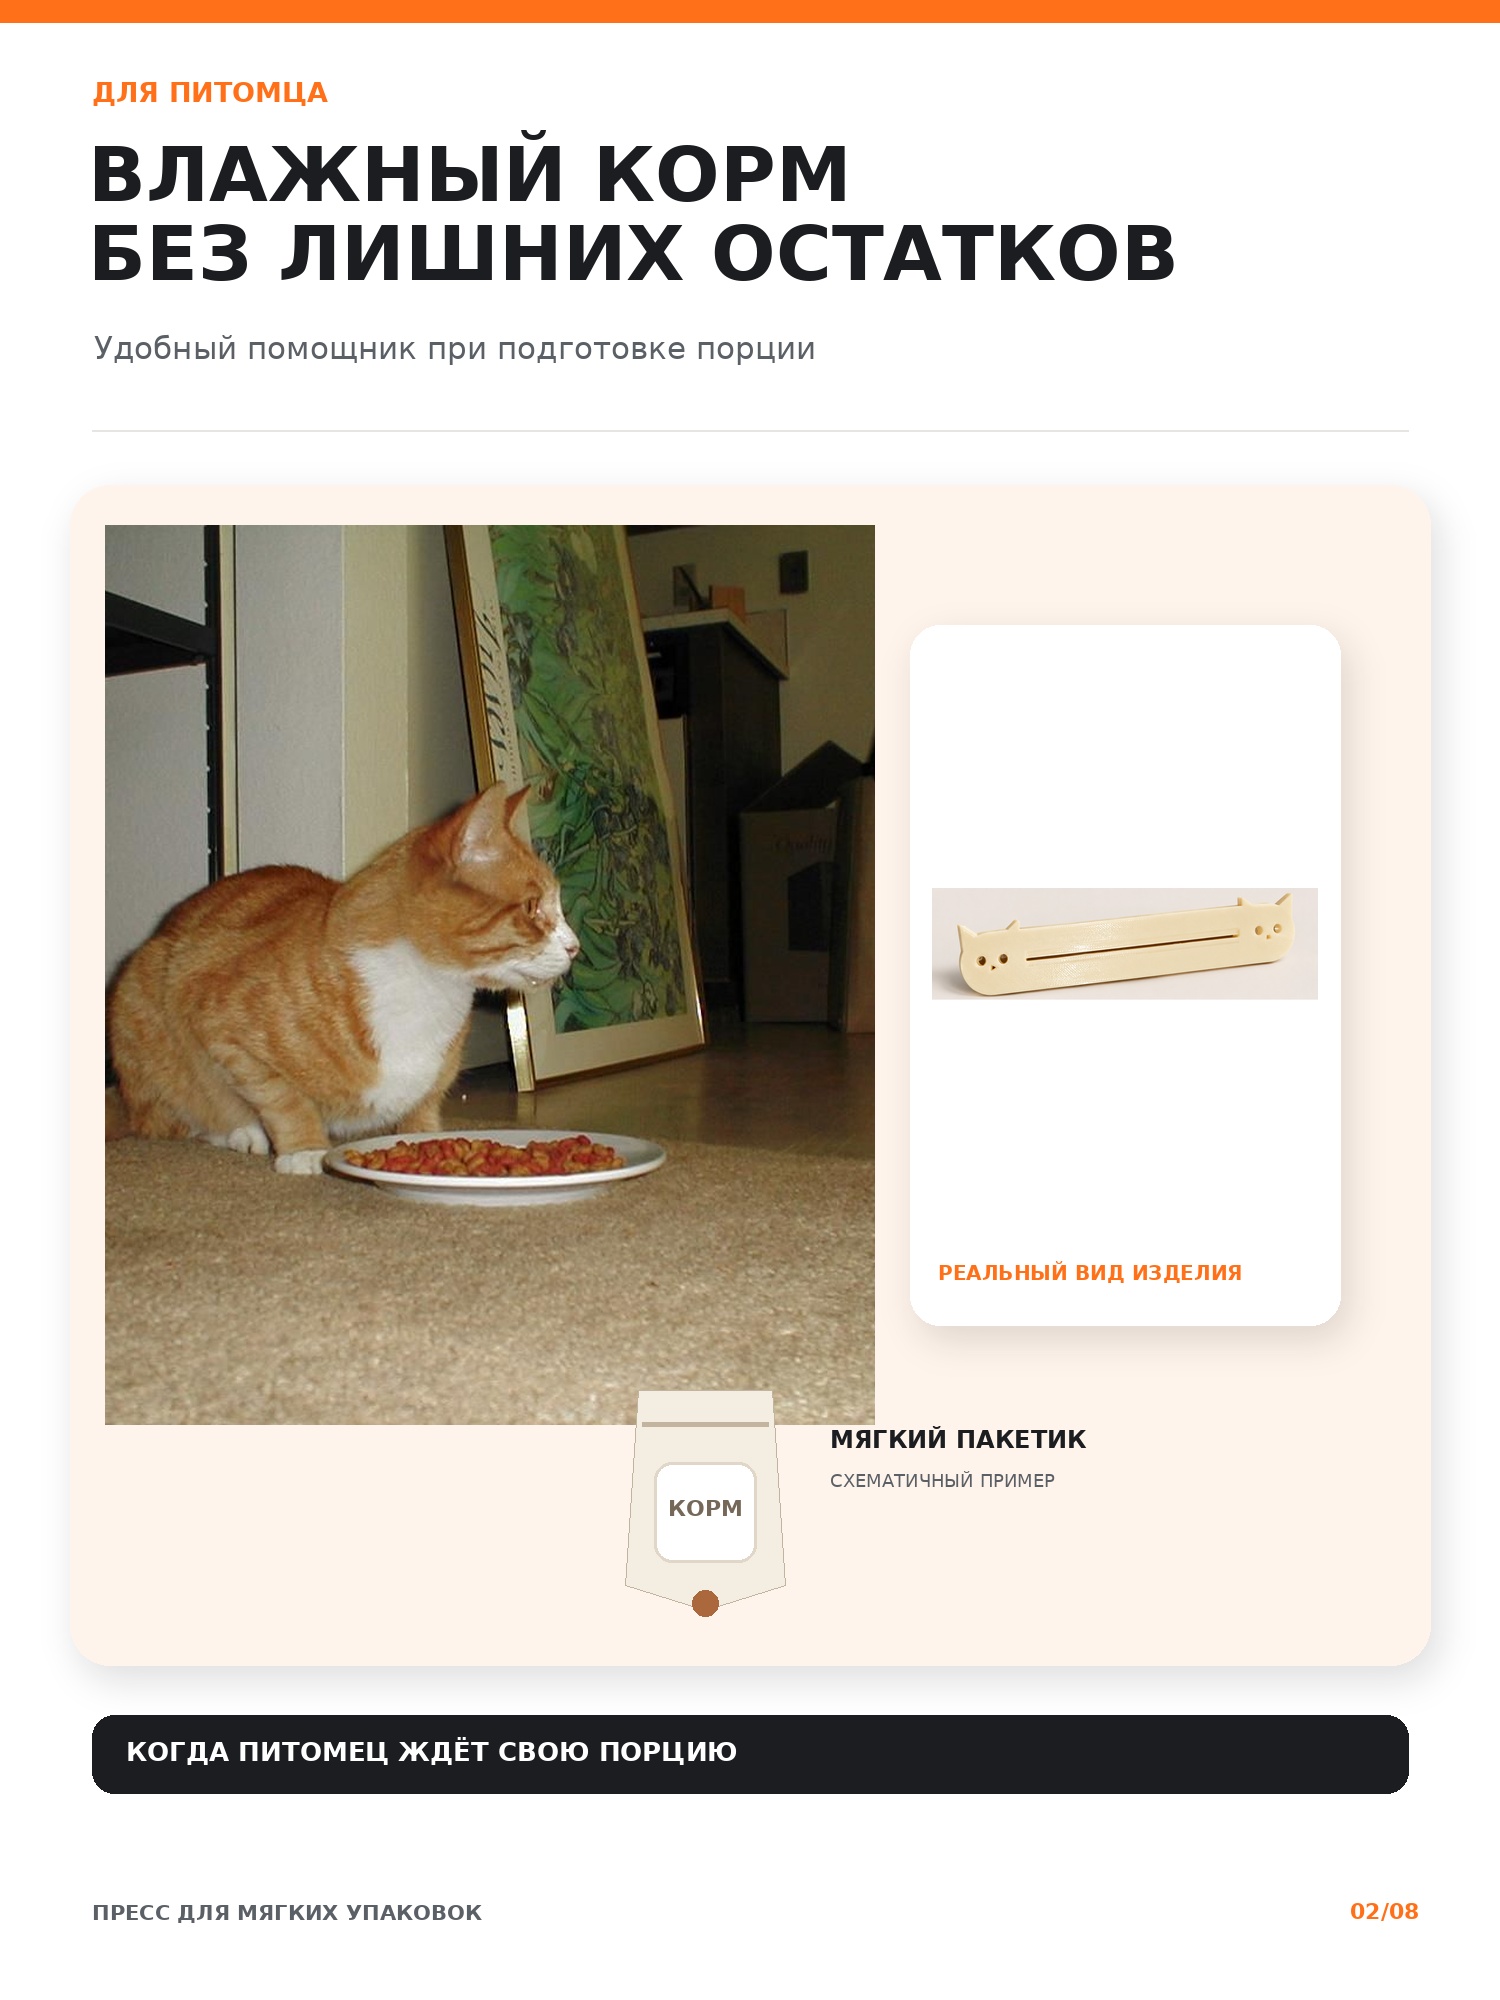 ДЛЯ ПИТОМЦА
ВЛАЖНЫЙ КОРМ
БЕЗ ЛИШНИХ ОСТАТКОВ
Удобный помощник при подготовке порции
РЕАЛЬНЫЙ ВИД ИЗДЕЛИЯ
МЯГКИЙ ПАКЕТИК
СХЕМАТИЧНЫЙ ПРИМЕР
КОРМ
КОГДА ПИТОМЕЦ ЖДЁТ СВОЮ ПОРЦИЮ
ПРЕСС ДЛЯ МЯГКИХ УПАКОВОК
02/08